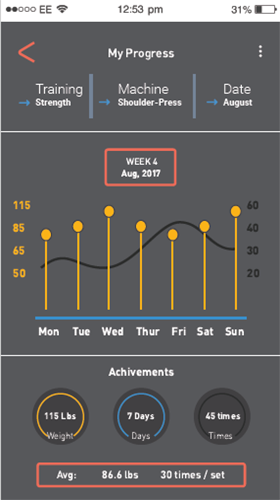 EE 12:53 pm 31%
My Progress
Training Machine Date
Strength Shoulder-Press August
WEEK 4
Aug, 2017
115 60
85 40
65 30
50 20
Mon Tue Wed Thur Fri Sat Sun
Achivements
115 Lbs 7 Days 45 times
Weight Days Times
Avg: 86.6 lbs 30 times / set